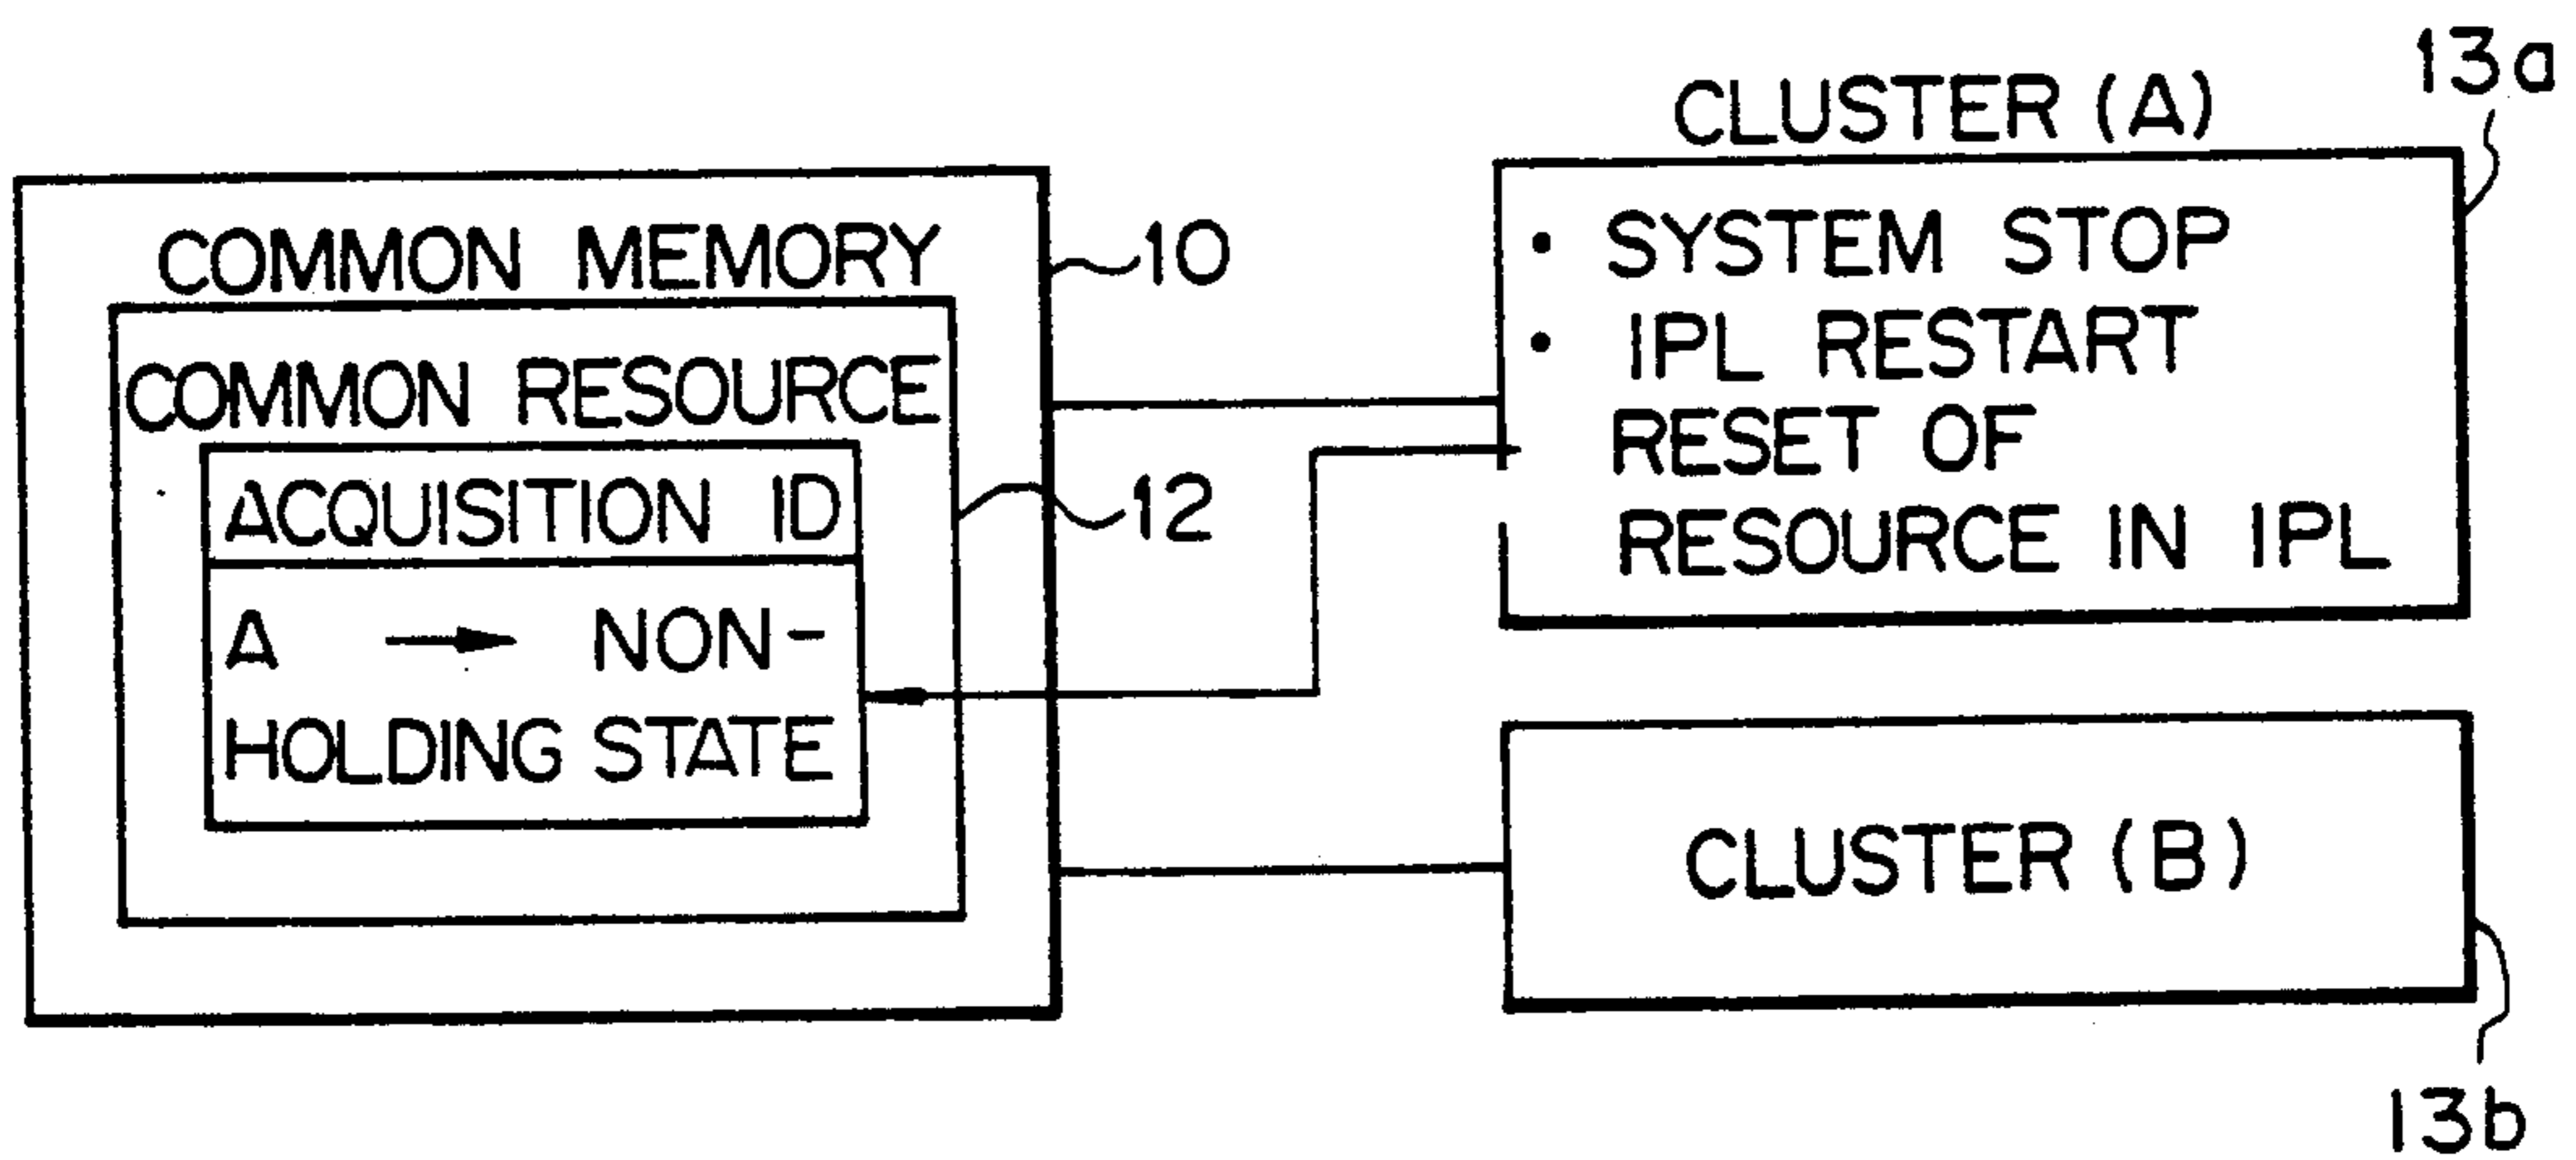 COMMON MEMORY
COMMON RESOURCE
ACQUISITION ID
A → NON-
HOLDING STATE
10
12
CLUSTER (A)
13a
• SYSTEM STOP
• IPL RESTART
RESET OF
RESOURCE IN IPL
CLUSTER (B)
13b